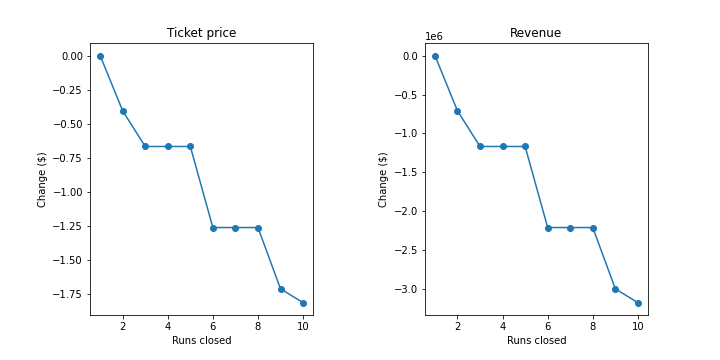 Ticket price
0.00
−0.25
−0.50
−0.75
−1.00
−1.25
−1.50
−1.75
Change ($)
2 4 6 8 10
Runs closed
Revenue
1e6
0.0
−0.5
−1.0
−1.5
−2.0
−2.5
−3.0
Change ($)
2 4 6 8 10
Runs closed